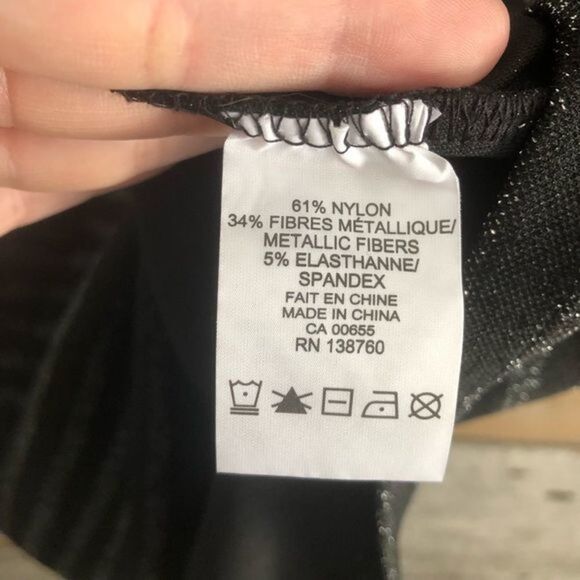 61% NYLON
34% FIBRES MÉTALLIQUE/
METALLIC FIBERS
5% ELASTHANNE/
SPANDEX
FAIT EN CHINE
MADE IN CHINA
CA 00655
RN 138760